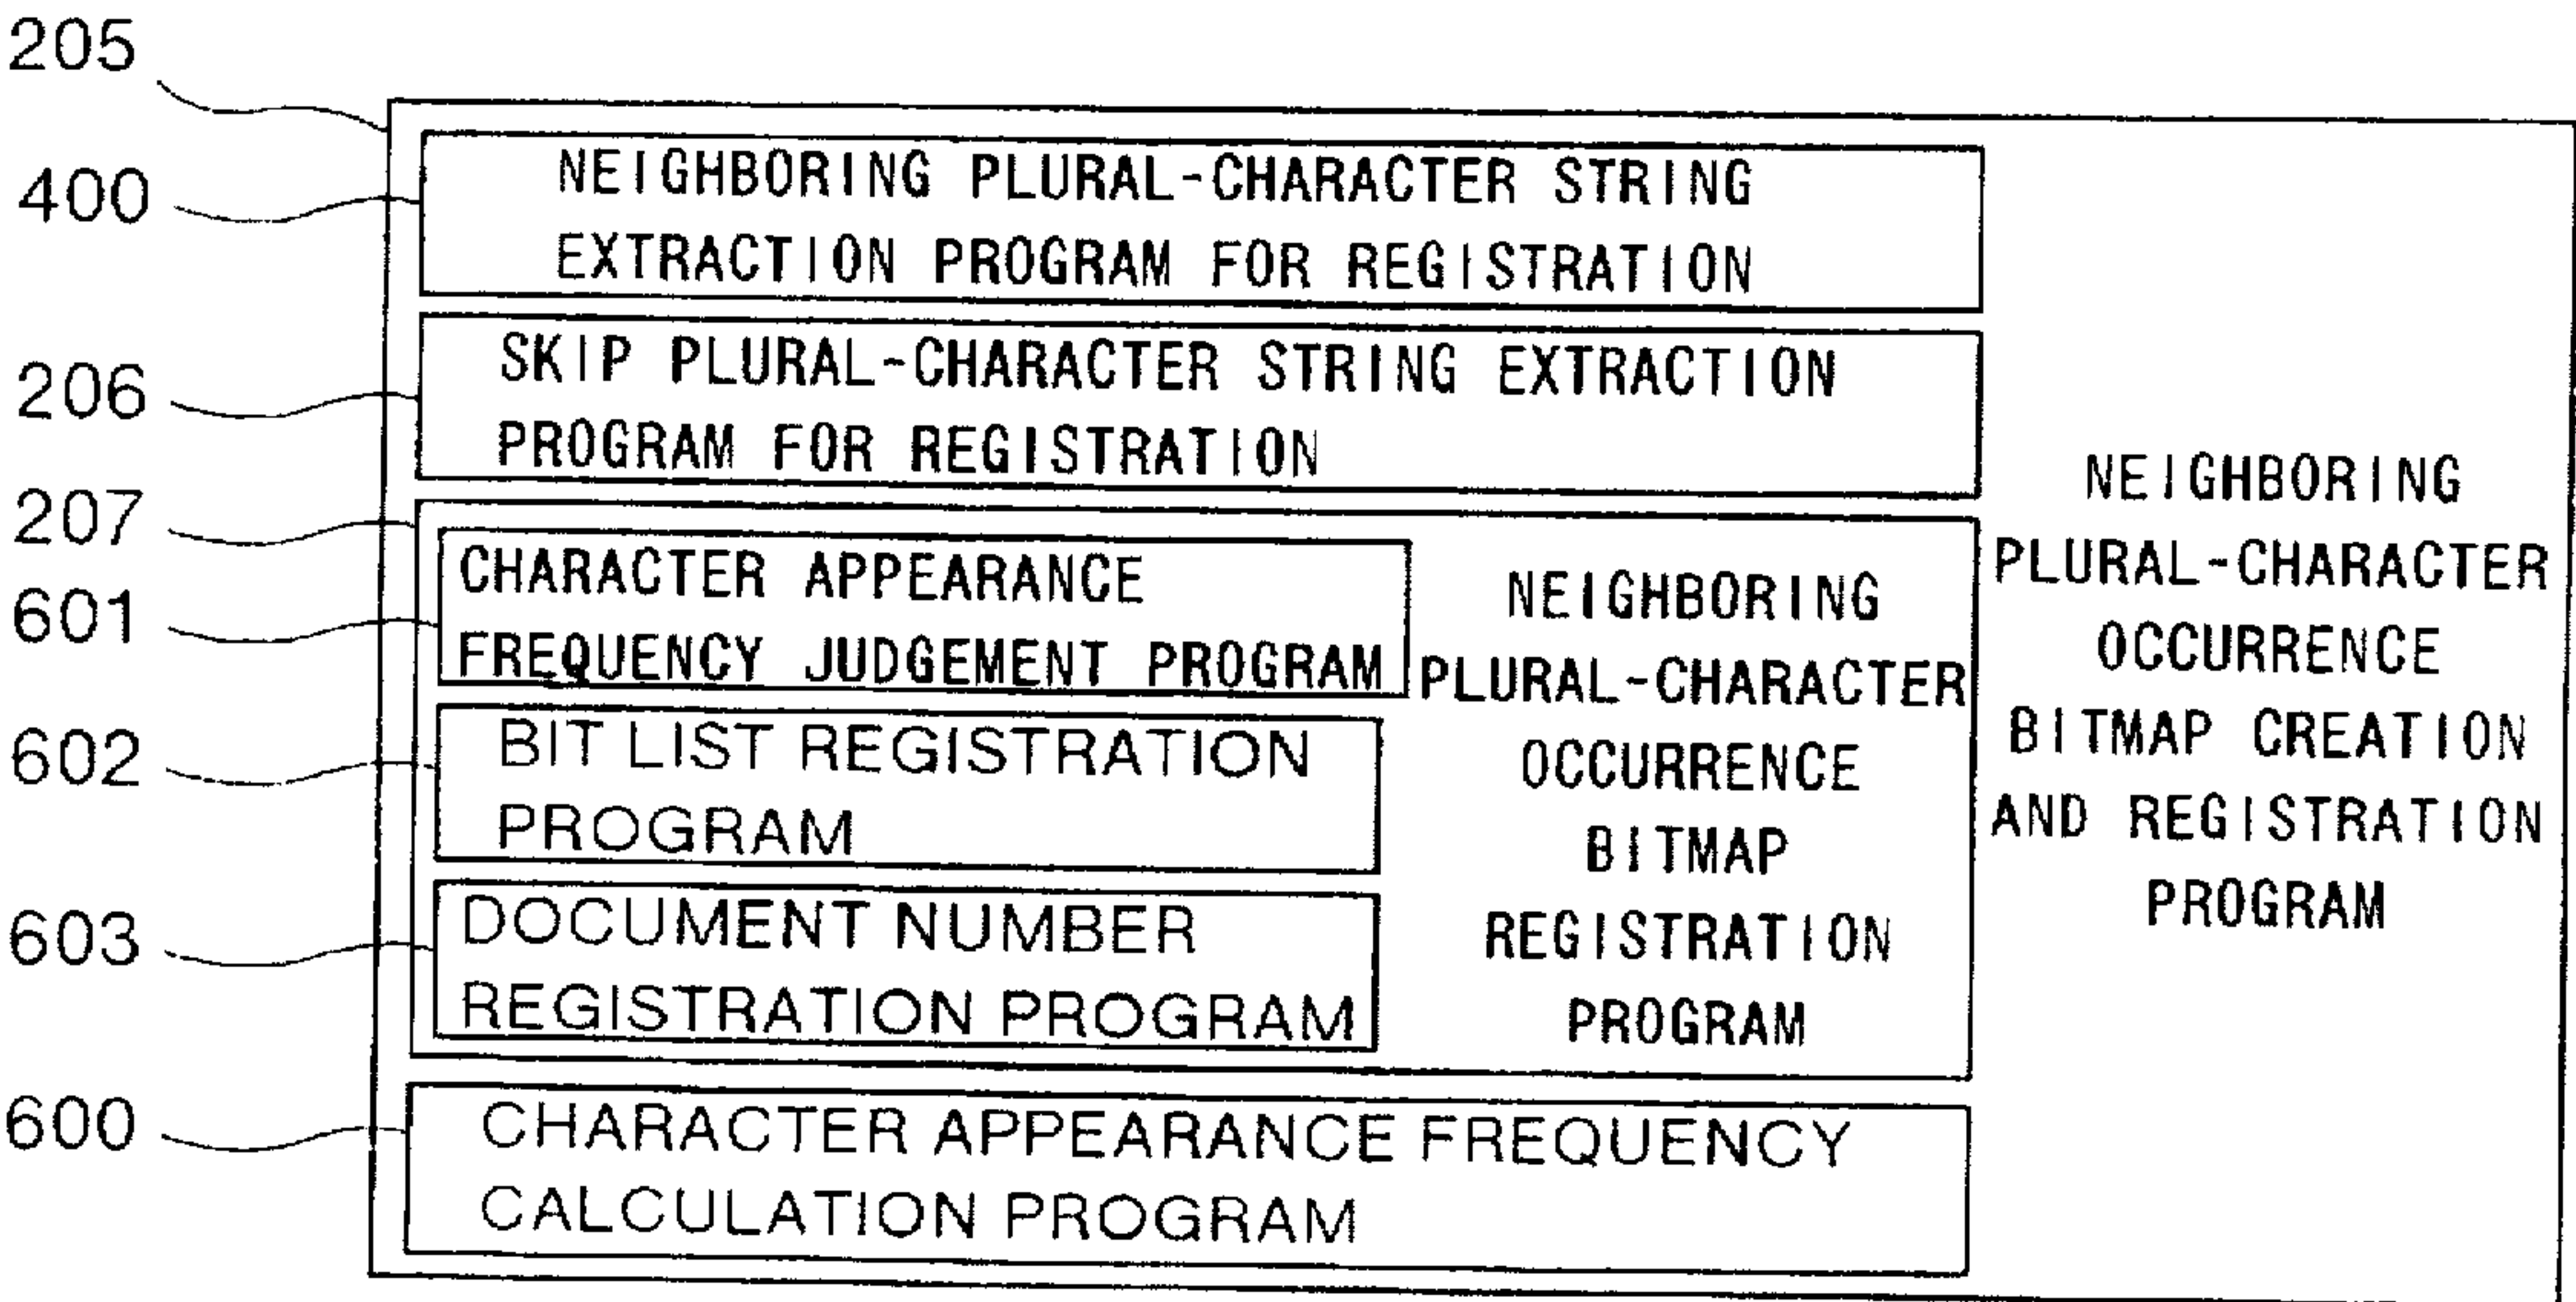 205
400
NEIGHBORING PLURAL-CHARACTER STRING
EXTRACTION PROGRAM FOR REGISTRATION
206
SKIP PLURAL-CHARACTER STRING EXTRACTION
PROGRAM FOR REGISTRATION
207
601
CHARACTER APPEARANCE
FREQUENCY JUDGEMENT PROGRAM
602
BIT LIST REGISTRATION
PROGRAM
603
DOCUMENT NUMBER
REGISTRATION PROGRAM
NEIGHBORING
PLURAL-CHARACTER
OCCURRENCE
BITMAP
REGISTRATION
PROGRAM
600
CHARACTER APPEARANCE FREQUENCY
CALCULATION PROGRAM
NEIGHBORING
PLURAL-CHARACTER
OCCURRENCE
BITMAP CREATION
AND REGISTRATION
PROGRAM